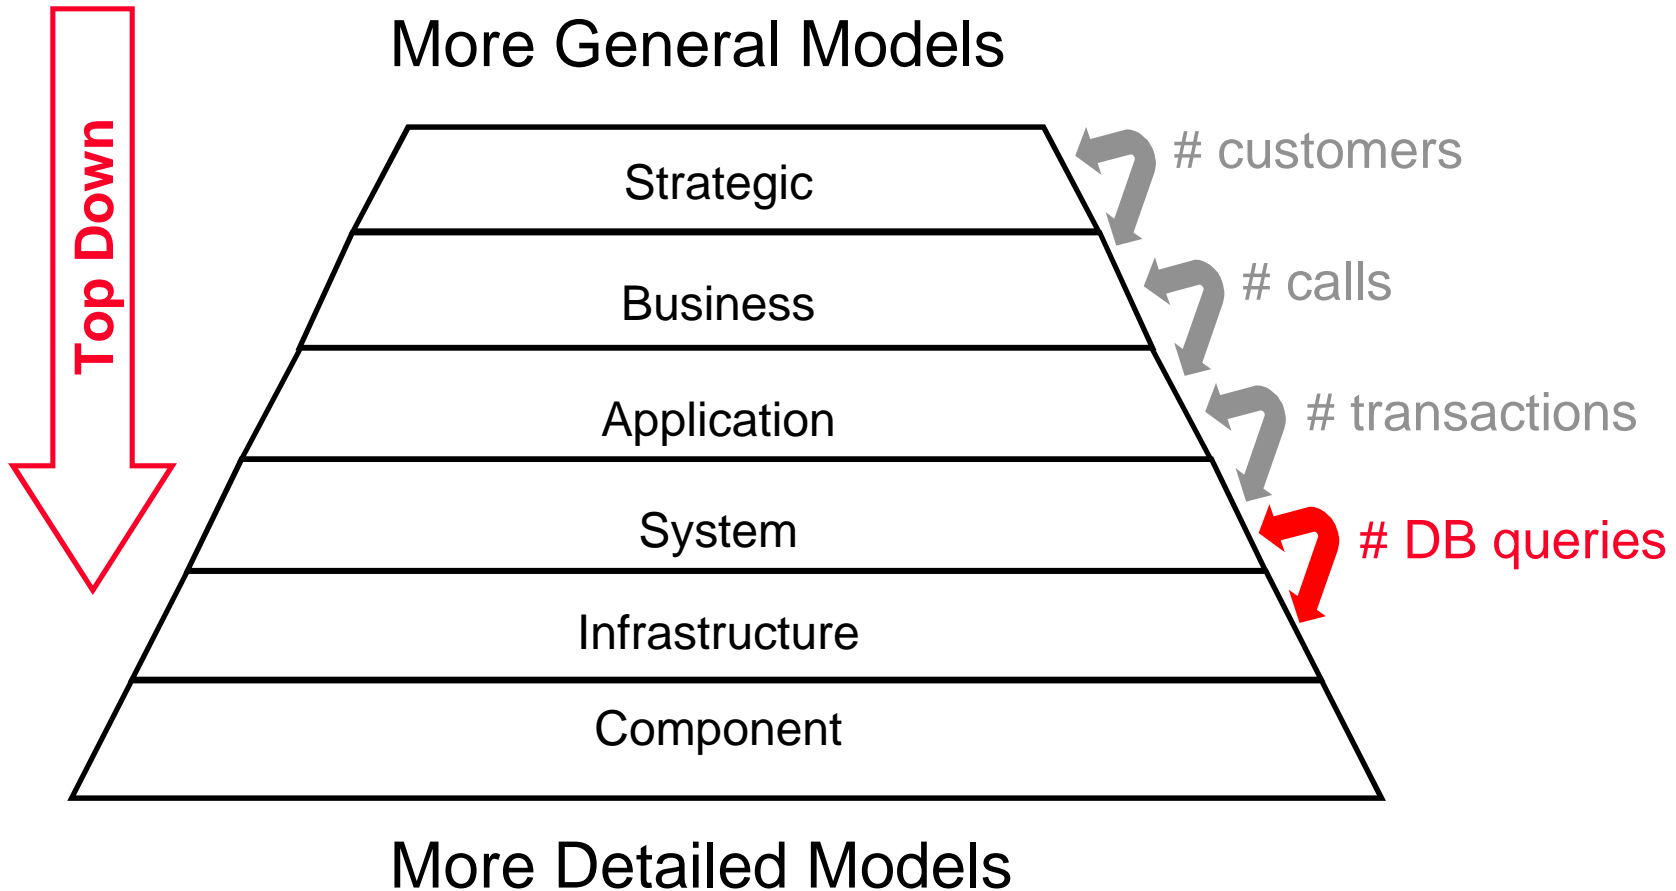 More General Models
Top Down
Strategic
# customers
Business
# calls
Application
# transactions
System
# DB queries
Infrastructure
Component
More Detailed Models